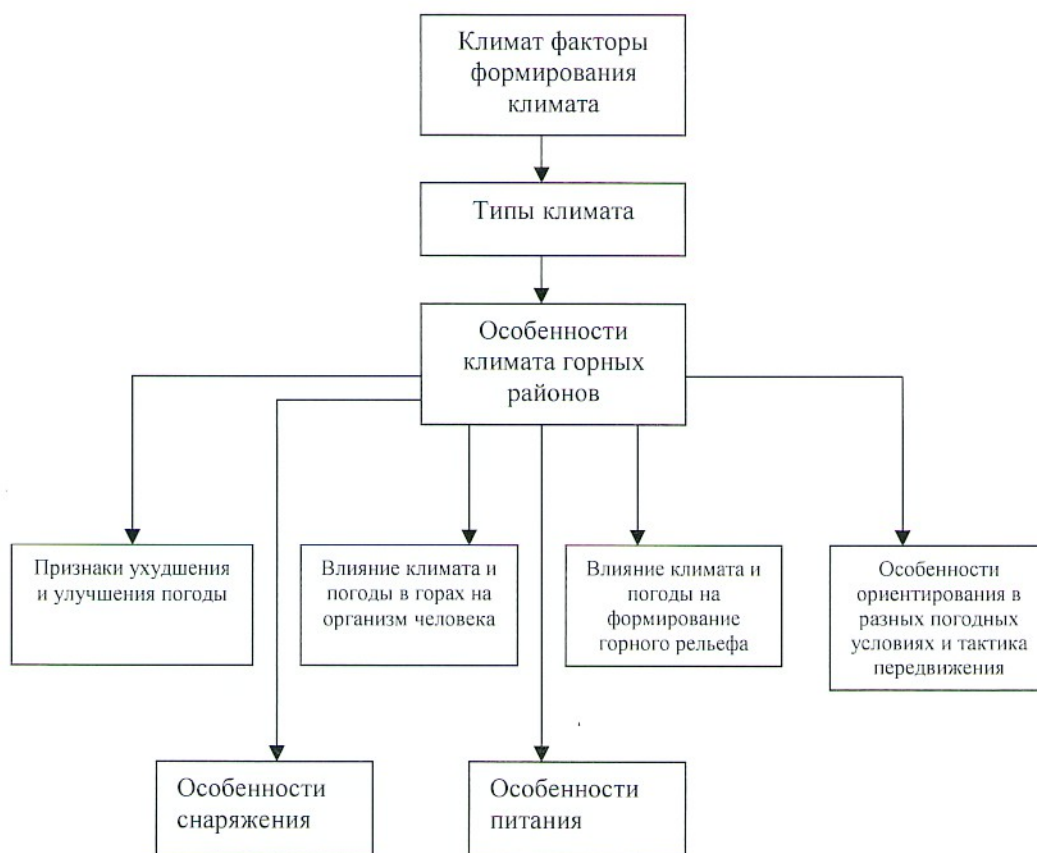 Климат факторы
формирования
климата
Типы климата
Особенности
климата горных
районов
Признаки ухудшения
и улучшения погоды
Влияние климата и
погоды в горах на
организм человека
Влияние климата и
погоды на
формирование
горного рельефа
Особенности
ориентирования в
разных погодных
условиях и тактика
передвижения
Особенности
снаряжения
Особенности
питания